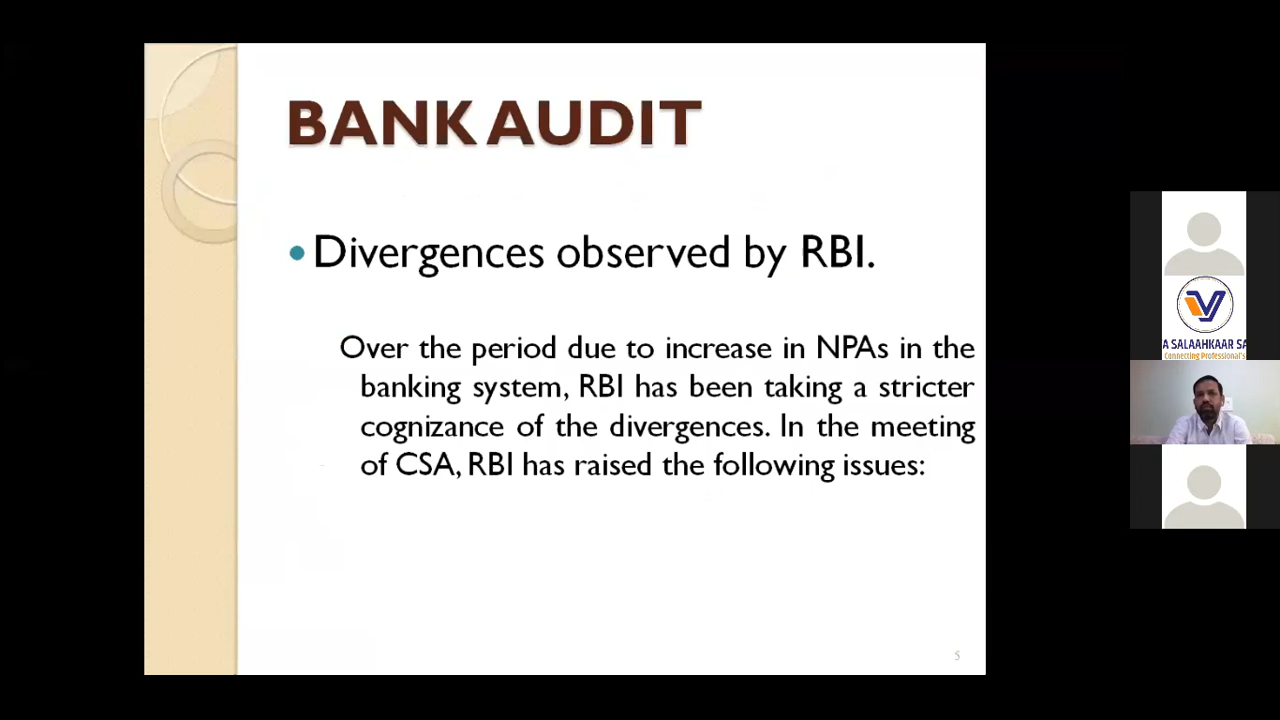 BANK AUDIT
• Divergences observed by RBI.
Over the period due to increase in NPAs in the
banking system, RBI has been taking a stricter
cognizance of the divergences. In the meeting
of CSA, RBI has raised the following issues:
5
A SALAAHKAAR SA
Connecting Professional's